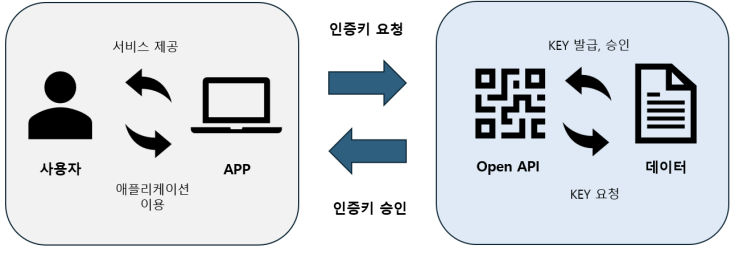 서비스 제공
사용자
APP
애플리케이션
이용
인증키 요청
인증키 승인
KEY 발급, 승인
Open API
데이터
KEY 요청